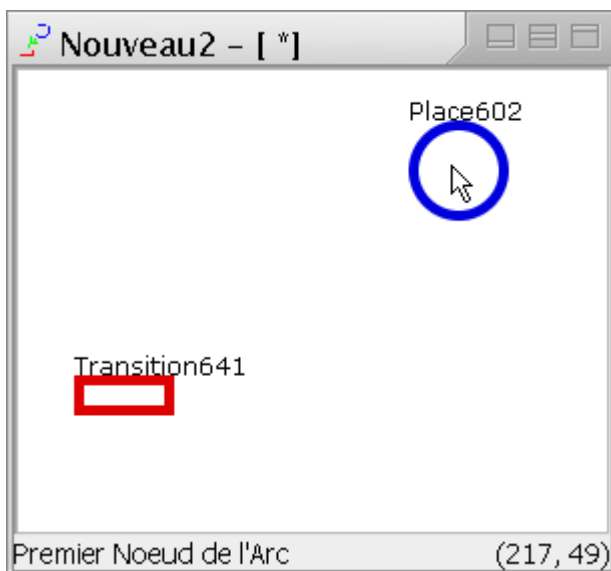 Nouveau2 – [ *]
Place602
Transition641
Premier Noeud de l'Arc (217, 49)